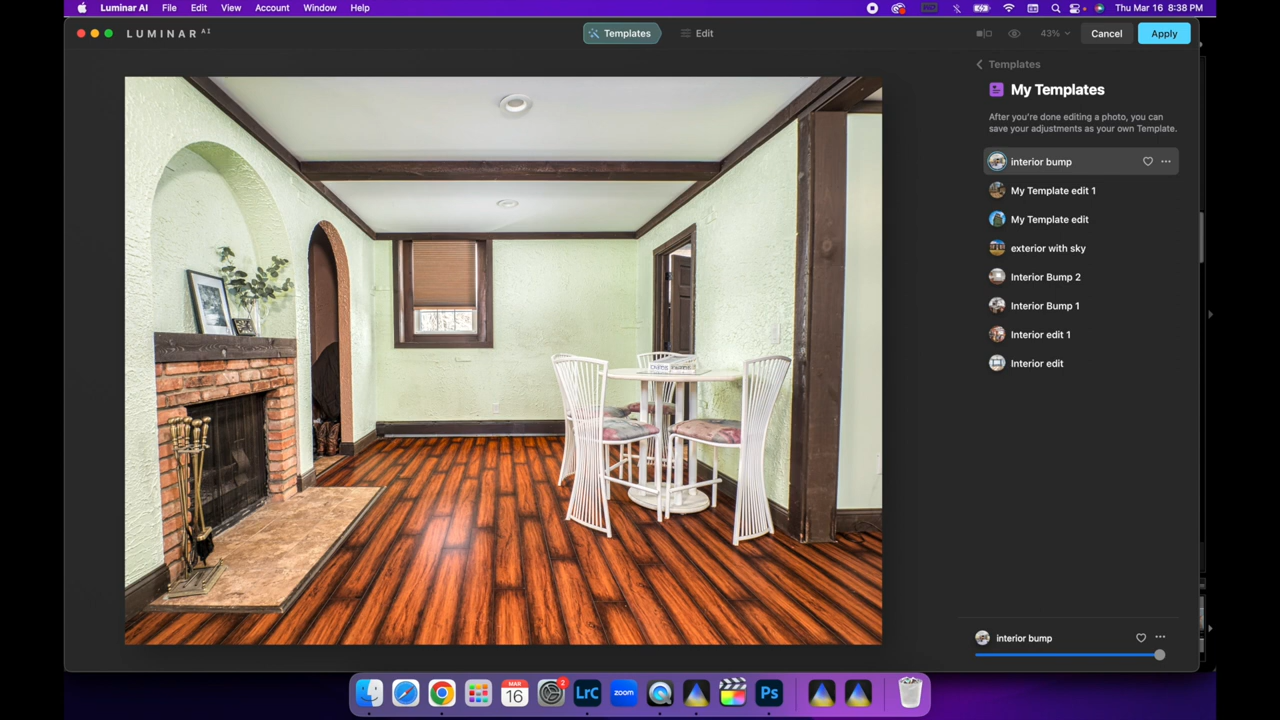 Luminar AI File Edit View Account Window Help
Thu Mar 16 8:38 PM
LUMINAR AI
Templates
Edit
43%
Cancel
Apply
Templates
My Templates
After you're done editing a photo, you can
save your adjustments as your own Template.
interior bump
My Template edit 1
My Template edit
exterior with sky
Interior Bump 2
Interior Bump 1
Interior edit 1
Interior edit
interior bump
MAR
16
2
LrC
zoom
Ps